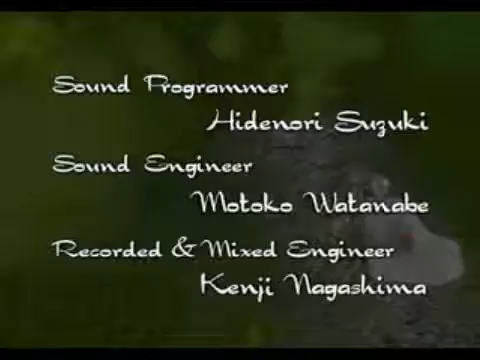 Sound Programmer
Hidenori Suzuki
Sound Engineer
Motoko Watanabe
Recorded & Mixed Engineer
Kenji Nagashima